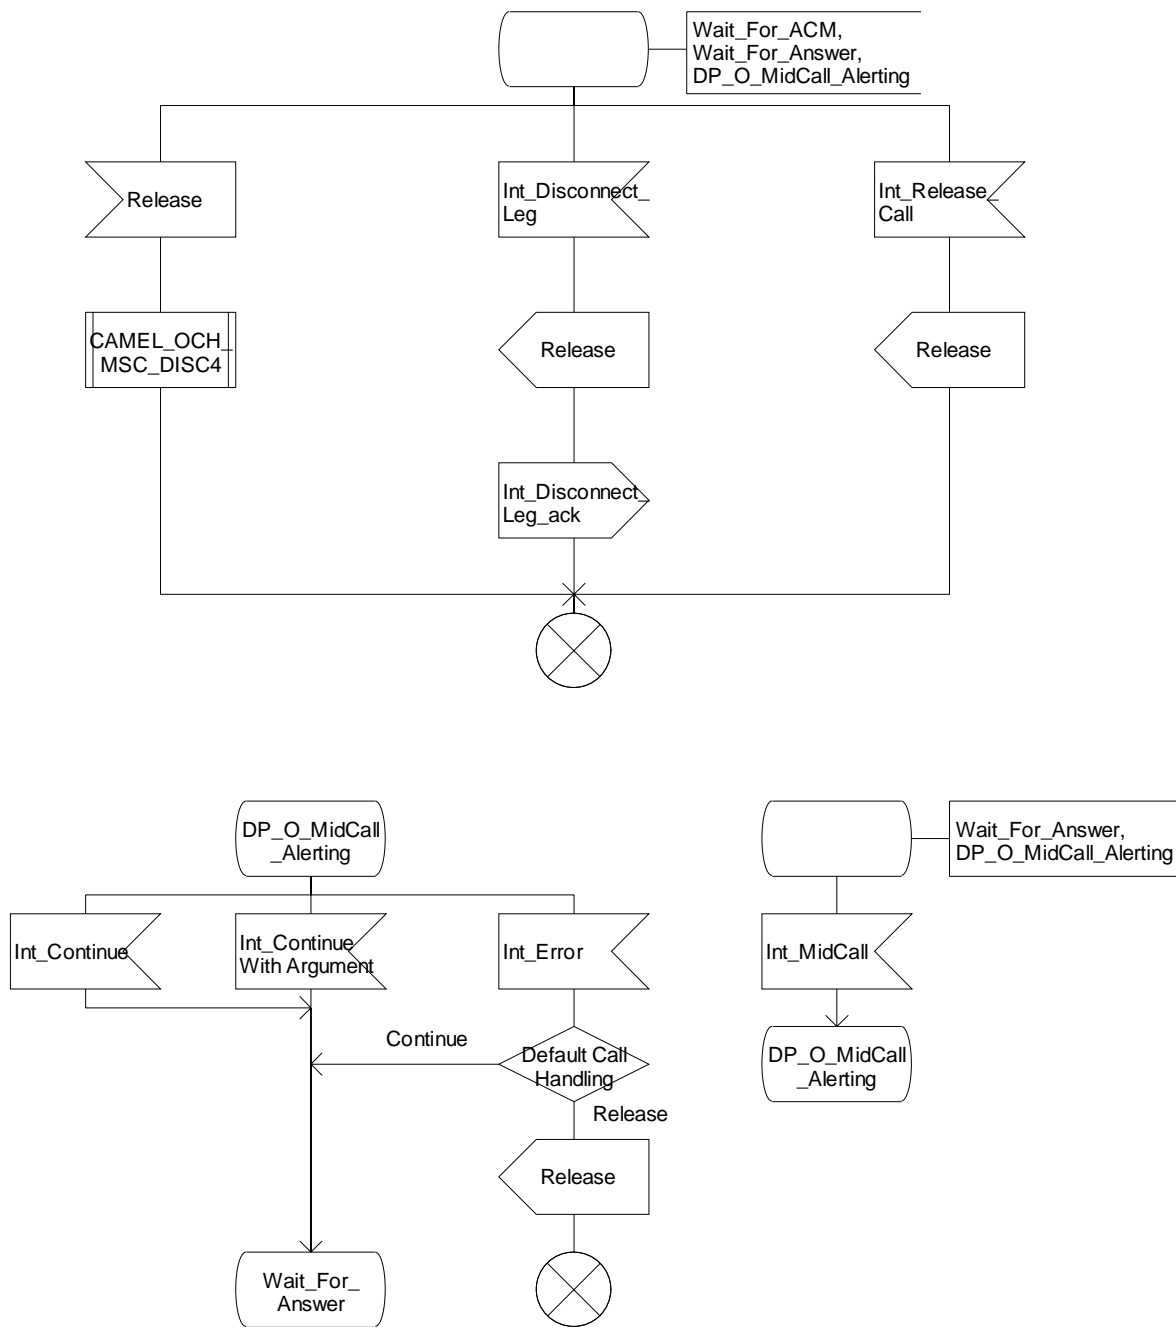 Wait_For_ACM,
Wait_For_Answer,
DP_O_MidCall_Alerting
Release
Int_Disconnect_
Leg
Int_Release_
Call
CAMEL_OCH_
MSC_DISC4
Release
Release
Int_Disconnect_
Leg_ack
DP_O_MidCall
_Alerting
Wait_For_Answer,
DP_O_MidCall_Alerting
Int_Continue
Int_Continue_
With Argument
Int_Error
Int_MidCall
Continue
Default Call
Handling
DP_O_MidCall
_Alerting
Release
Release
Wait_For_
Answer